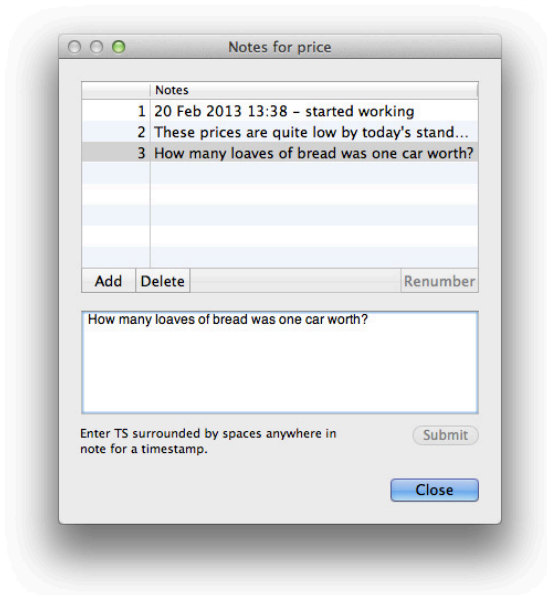 Notes for price
Notes
1 20 Feb 2013 13:38 – started working
2 These prices are quite low by today's stand...
3 How many loaves of bread was one car worth?
Add Delete Renumber
How many loaves of bread was one car worth?
Enter TS surrounded by spaces anywhere in
note for a timestamp.
Submit
Close